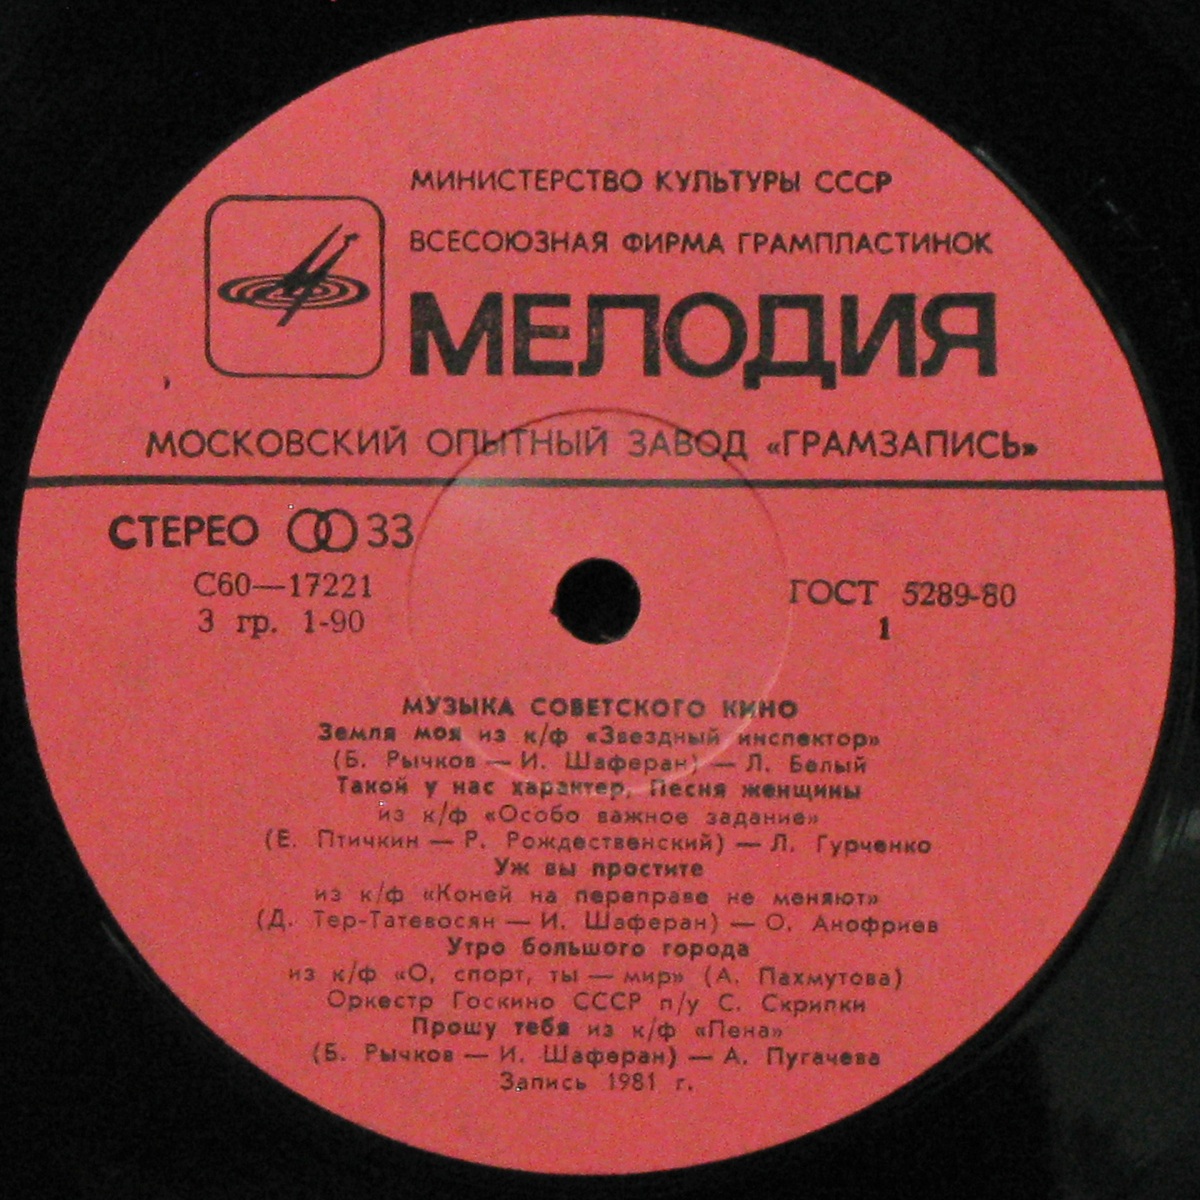 МИНИСТЕРСТВО КУЛЬТУРЫ СССР
ВСЕСОЮЗНАЯ ФИРМА ГРАМПЛАСТИНОК
МЕЛОДИЯ
МОСКОВСКИЙ ОПЫТНЫЙ ЗАВОД «ГРАМЗАПИСЬ»
СТЕРЕО 33
С60—17221
3 гр. 1-90
ГОСТ 5289-80
1
МУЗЫКА СОВЕТСКОГО КИНО
Земля моя из к/ф «Звездный инспектор»
(Б. Рычков — И. Шаферан) — Л. Белый
Такой у нас характер. Песня женщины
из к/ф «Особо важное задание»
(Е. Птичкин — Р. Рождественский) — Л. Гурченко
Уж вы простите
из к/ф «Коней на переправе не меняют»
(Д. Тер-Татевосян — И. Шаферан) — О. Анофриев
Утро большого города
из к/ф «О, спорт, ты — мир» (А. Пахмутова)
Оркестр Госкино СССР п/у С. Скрипки
Прошу тебя из к/ф «Пена»
(Б. Рычков — И. Шаферан) — А. Пугачева
Запись 1981 г.